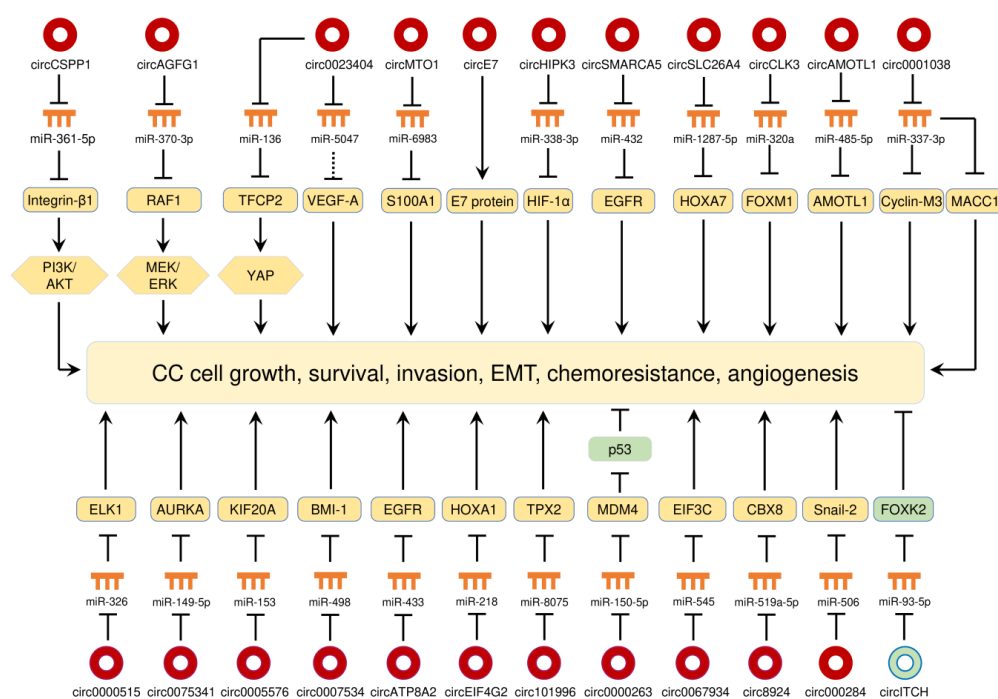 circCSPP1 circAGFG1 circ0023404 circMTO1 circE7 circHIPK3 circSMARCA5 circSLC26A4 circCLK3 circAMOTL1 circ0001038
miR-361-5p miR-370-3p miR-136 miR-5047 miR-6983 miR-338-3p miR-432 miR-1287-5p miR-320a miR-485-5p miR-337-3p
Integrin-β1 RAF1 TFCP2 VEGF-A S100A1 E7 protein HIF-1α EGFR HOXA7 FOXM1 AMOTL1 Cyclin-M3 MACC1
PI3K/
AKT
MEK/
ERK
YAP
CC cell growth, survival, invasion, EMT, chemoresistance, angiogenesis
p53
ELK1 AURKA KIF20A BMI-1 EGFR HOXA1 TPX2 MDM4 EIF3C CBX8 Snail-2 FOXK2
miR-326 miR-149-5p miR-153 miR-498 miR-433 miR-218 miR-8075 miR-150-5p miR-545 miR-519a-5p miR-506 miR-93-5p
circ0000515 circ0075341 circ0005576 circ0007534 circATP8A2 circEIF4G2 circ101996 circ0000263 circ0067934 circ8924 circ000284 circITCH